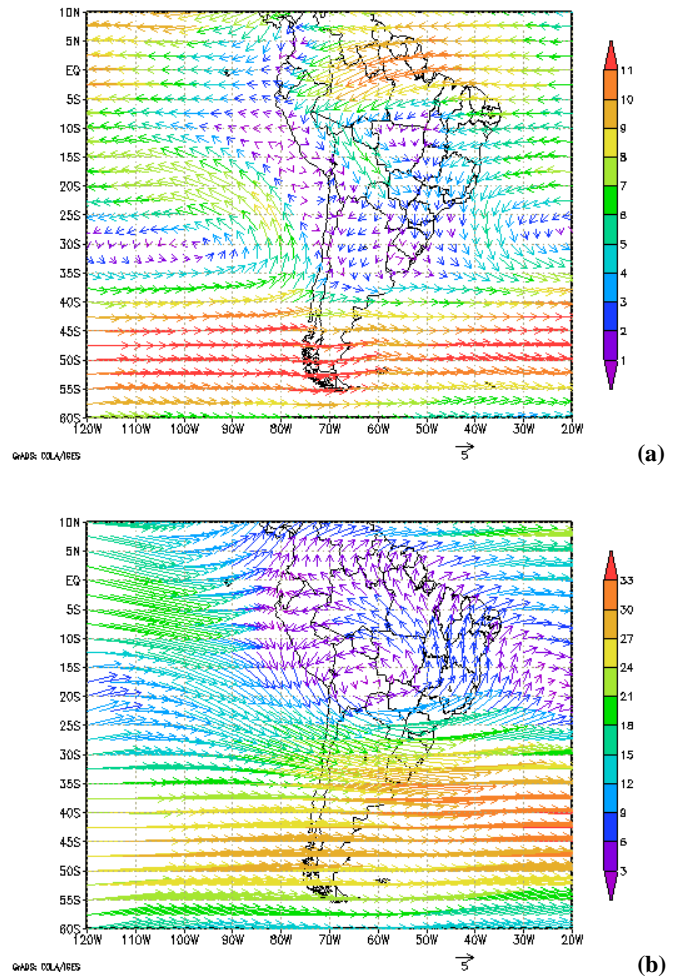 10N
5N
EQ
5S
10S
15S
20S
25S
30S
35S
40S
45S
50S
55S
60S
120W 110W 100W 90W 80W 70W 60W 50W 40W 30W 20W
11
10
9
8
7
6
5
4
3
2
1
5
GrADS: COLA/IGES
(a)
10N
5N
EQ
5S
10S
15S
20S
25S
30S
35S
40S
45S
50S
55S
60S
120W 110W 100W 90W 80W 70W 60W 50W 40W 30W 20W
33
30
27
24
21
18
15
12
9
6
3
5
GrADS: COLA/IGES
(b)